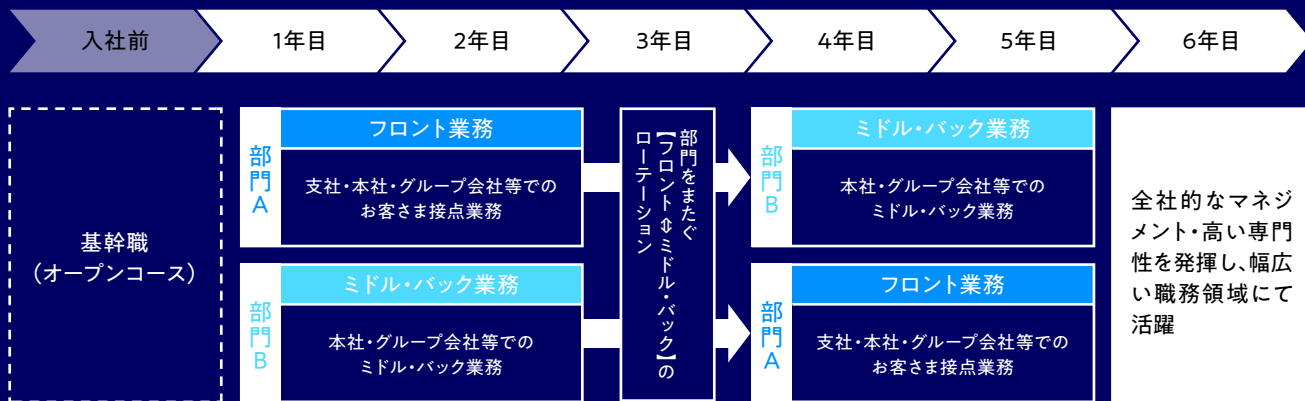 入社前
1年目
2年目
3年目
4年目
5年目
6年目
基幹職
（オープンコース）
部門A
フロント業務
支社・本社・グループ会社等での
お客さま接点業務
部門B
ミドル・バック業務
本社・グループ会社等での
ミドル・バック業務
部門をまたぐ
【フロント⇔ミドル・バック】の
ローテーション
部門B
ミドル・バック業務
本社・グループ会社等での
ミドル・バック業務
部門A
フロント業務
支社・本社・グループ会社等での
お客さま接点業務
全社的なマネジ
メント・高い専門
性を発揮し、幅広
い職務領域にて
活躍